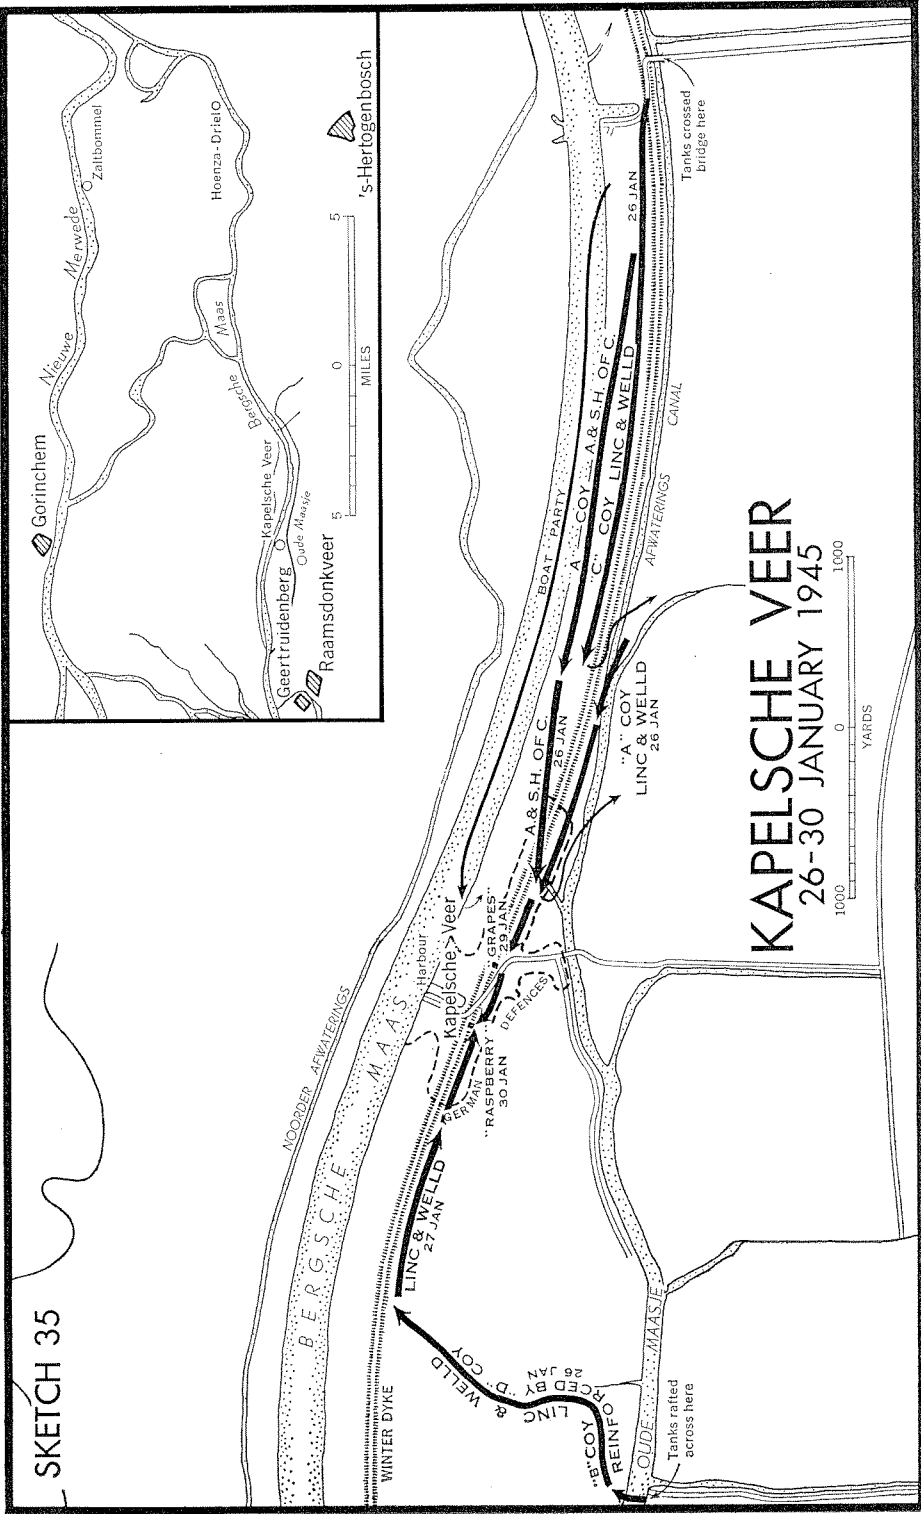 SKETCH 35
Gorinchem
Nieuwe Merwede
Zaltbommel
Hoenza-Driel
's-Hertogenbosch
Maas
Bergsche
Kapelsche Veer
Oude Maasje
Geertruidenberg
Raamsdonkveer
5 0 5
MILES
NOORDER AFWATERINGS
BERGSCHE MAAS
WINTER DYKE
Harbour
Kapelsche Veer
BOAT PARTY
"A" COY A.& S.H. OF C.
"C" COY LINC & WELLD
26 JAN
Tanks crossed
bridge here
AFWATERINGS CANAL
A.& S.H. OF C.
26 JAN
"A" COY
LINC & WELLD
26 JAN
"GRAPES"
29 JAN
GERMAN DEFENCES
"RASPBERRY"
30 JAN
LINC & WELLD
27 JAN
"B" COY LINC & WELLD
REINFORCED BY "D" COY
26 JAN
OUDE MAASJE
Tanks rafted
across here
KAPELSCHE VEER
26-30 JANUARY 1945
1000 0 1000
YARDS